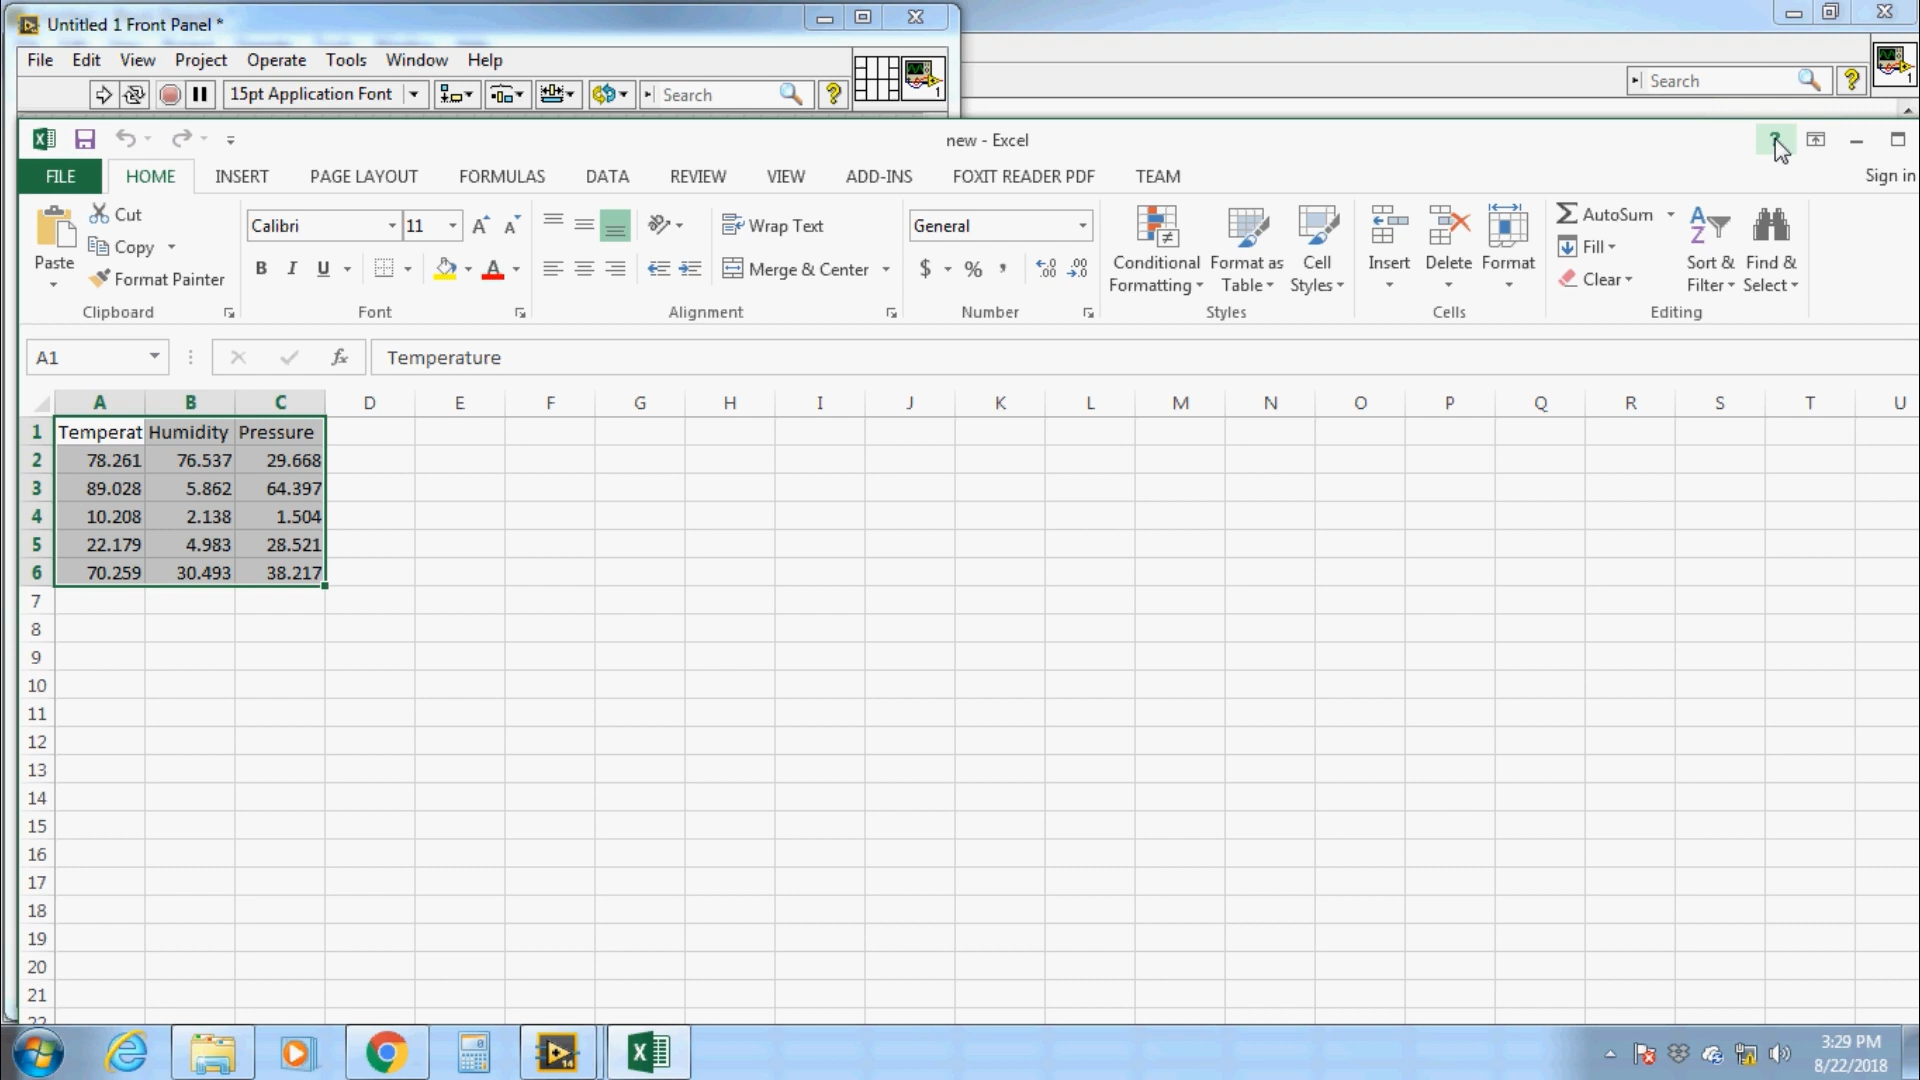 Untitled 1 Front Panel *
File Edit View Project Operate Tools Window Help
15pt Application Font Search ? 1
Search ? 1
new - Excel ?
FILE HOME INSERT PAGE LAYOUT FORMULAS DATA REVIEW VIEW ADD-INS FOXIT READER PDF TEAM Sign in
Paste
Cut
Copy
Format Painter
Clipboard
Calibri 11 A A
B I U A
Font
Wrap Text
Merge & Center
Alignment
General
$ % , .00 .00
Number
Conditional Formatting
Format as Table
Cell Styles
Styles
Insert
Delete
Format
Cells
AutoSum
Fill
Clear
Sort & Filter
Find & Select
Editing
A1 fx Temperature
A B C D E F G H I J K L M N O P Q R S T U
1 Temperat Humidity Pressure
2 78.261 76.537 29.668
3 89.028 5.862 64.397
4 10.208 2.138 1.504
5 22.179 4.983 28.521
6 70.259 30.493 38.217
7
8
9
10
11
12
13
14
15
16
17
18
19
20
21
22
3:29 PM
8/22/2018